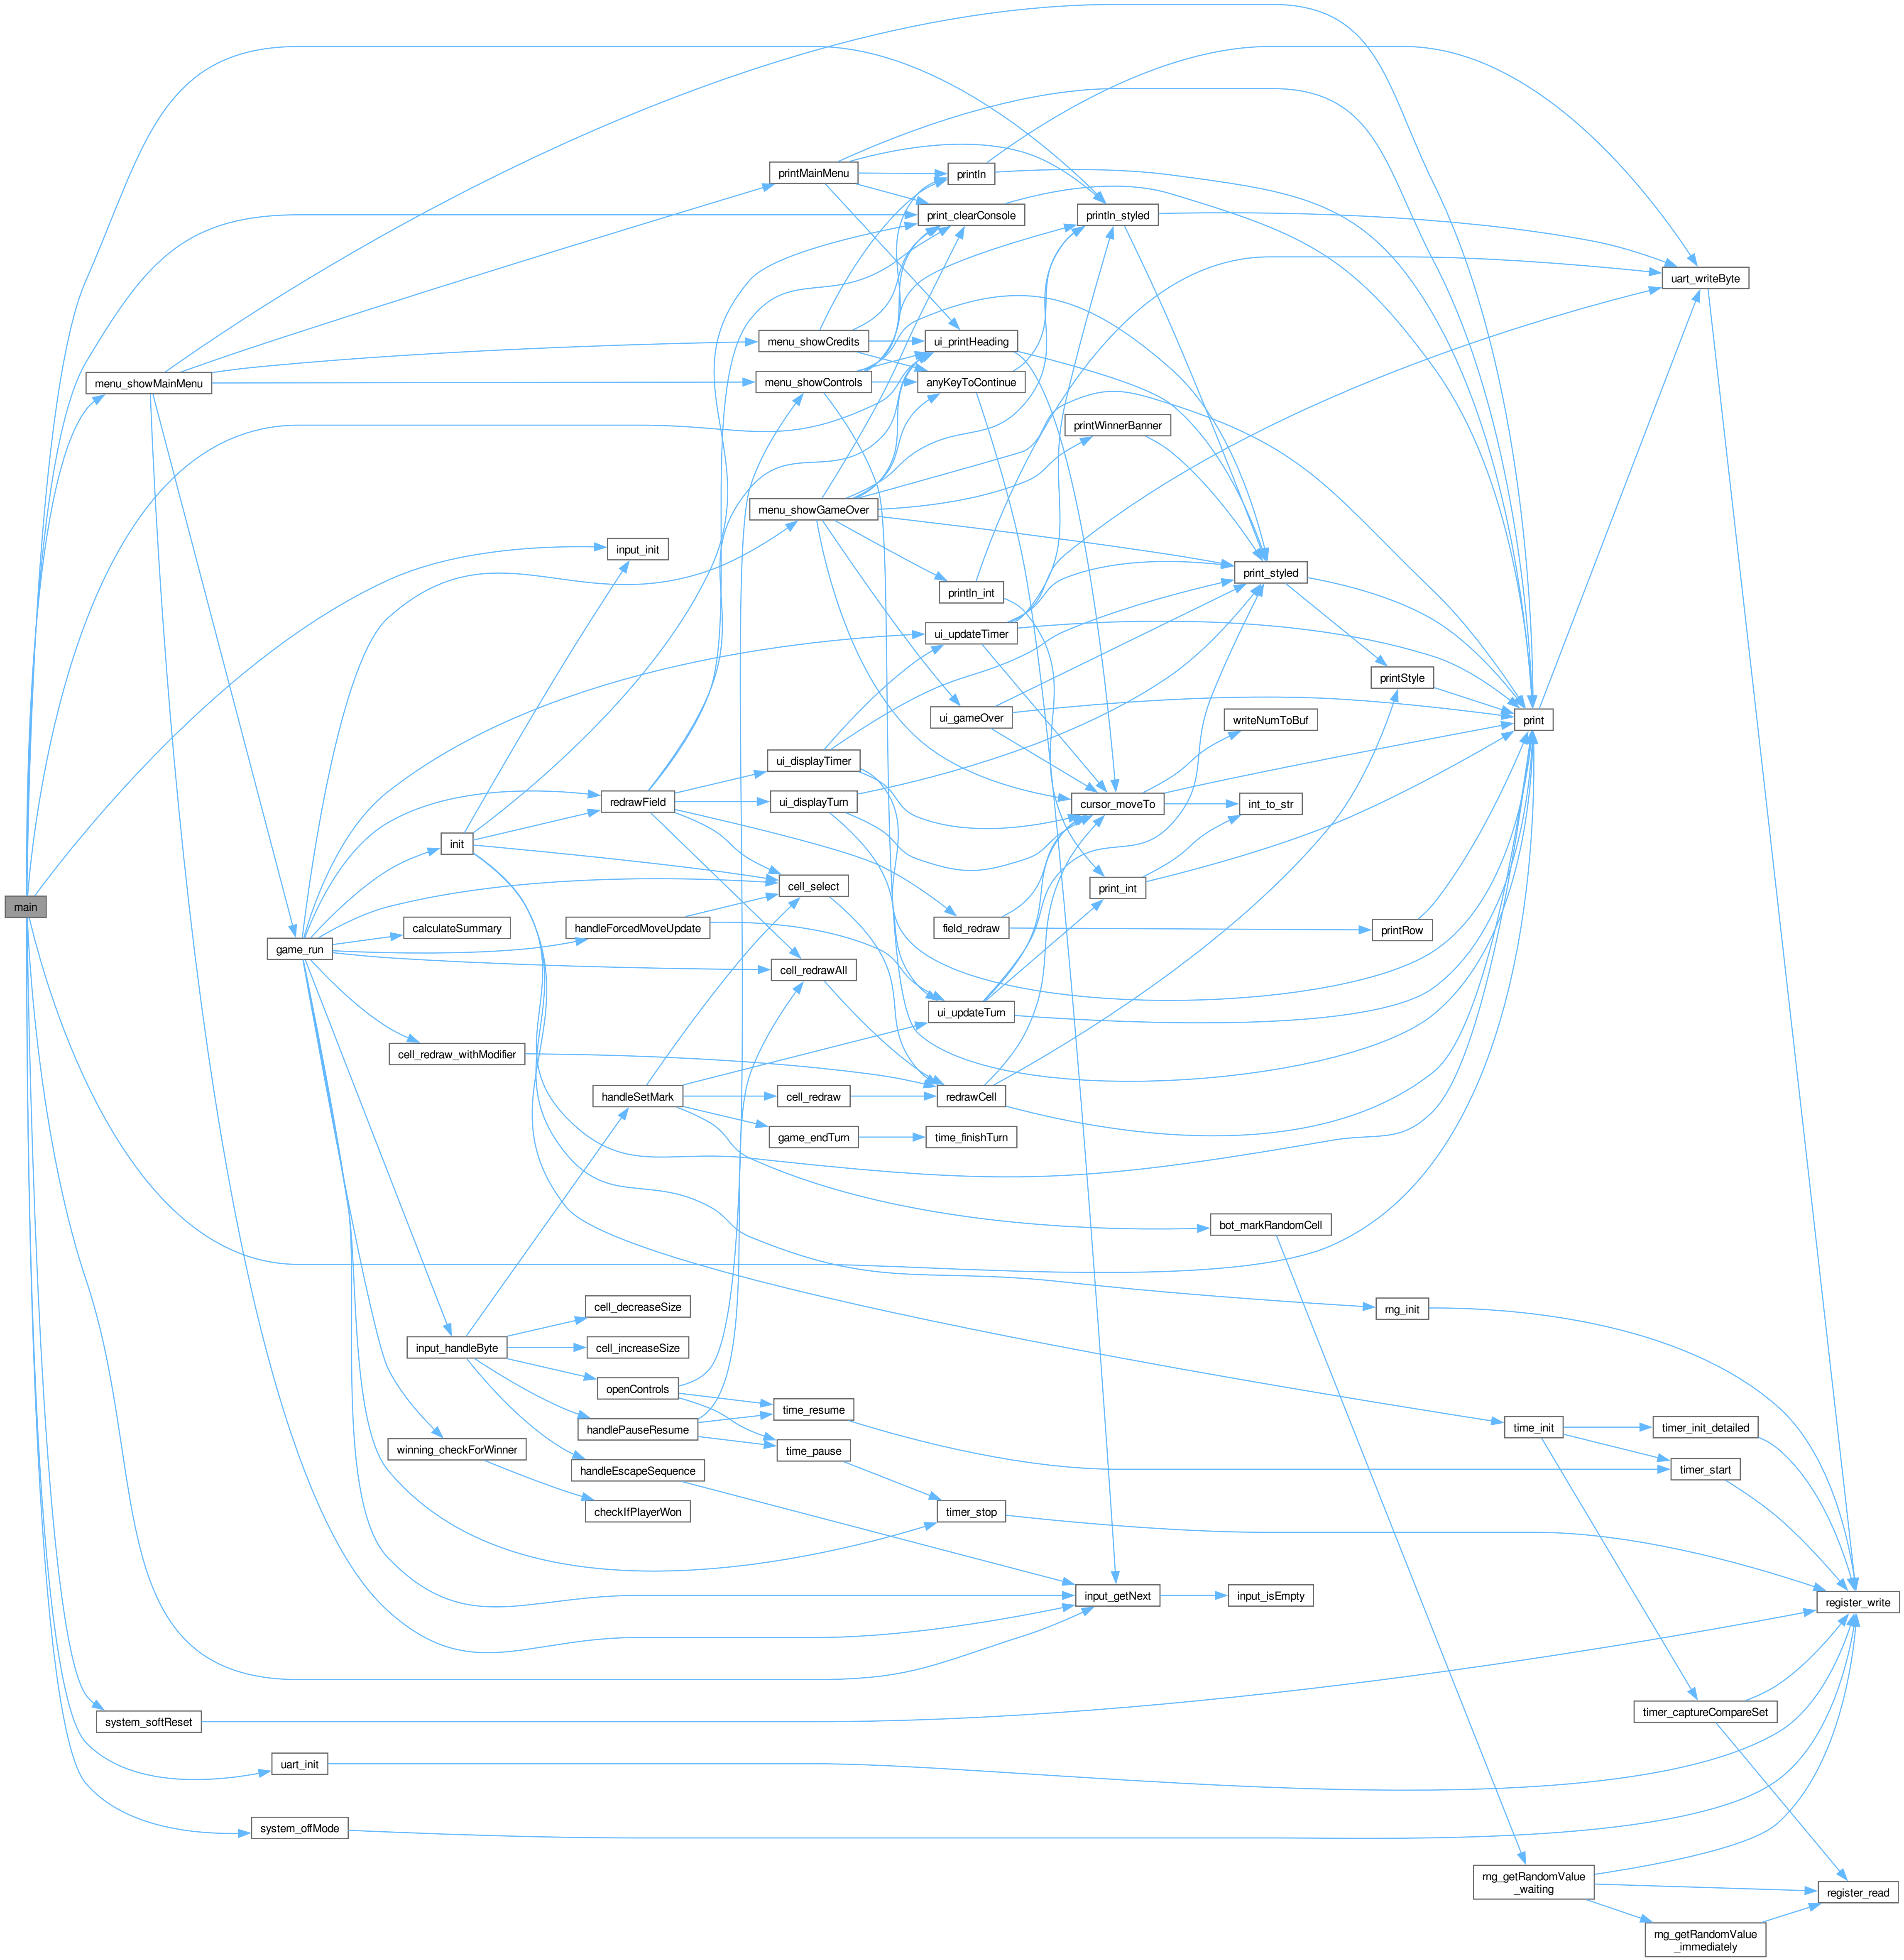 main
menu_showMainMenu
system_softReset
game_run
uart_init
system_offMode
init
calculateSummary
cell_redraw_withModifier
input_handleByte
winning_checkForWinner
input_init
redrawField
handleForcedMoveUpdate
handleSetMark
cell_decreaseSize
cell_increaseSize
openControls
handlePauseResume
handleEscapeSequence
checkIfPlayerWon
printMainMenu
menu_showCredits
menu_showControls
menu_showGameOver
ui_displayTimer
ui_displayTurn
cell_select
cell_redrawAll
cell_redraw
game_endTurn
time_resume
time_pause
println
print_clearConsole
ui_printHeading
anyKeyToContinue
println_int
ui_updateTimer
ui_gameOver
field_redraw
ui_updateTurn
redrawCell
time_finishTurn
timer_stop
println_styled
printWinnerBanner
cursor_moveTo
print_int
input_getNext
print_styled
writeNumToBuf
int_to_str
bot_markRandomCell
input_isEmpty
printStyle
printRow
rng_init
print
time_init
rng_getRandomValue
_waiting
uart_writeByte
timer_init_detailed
timer_start
timer_captureCompareSet
rng_getRandomValue
_immediately
register_write
register_read